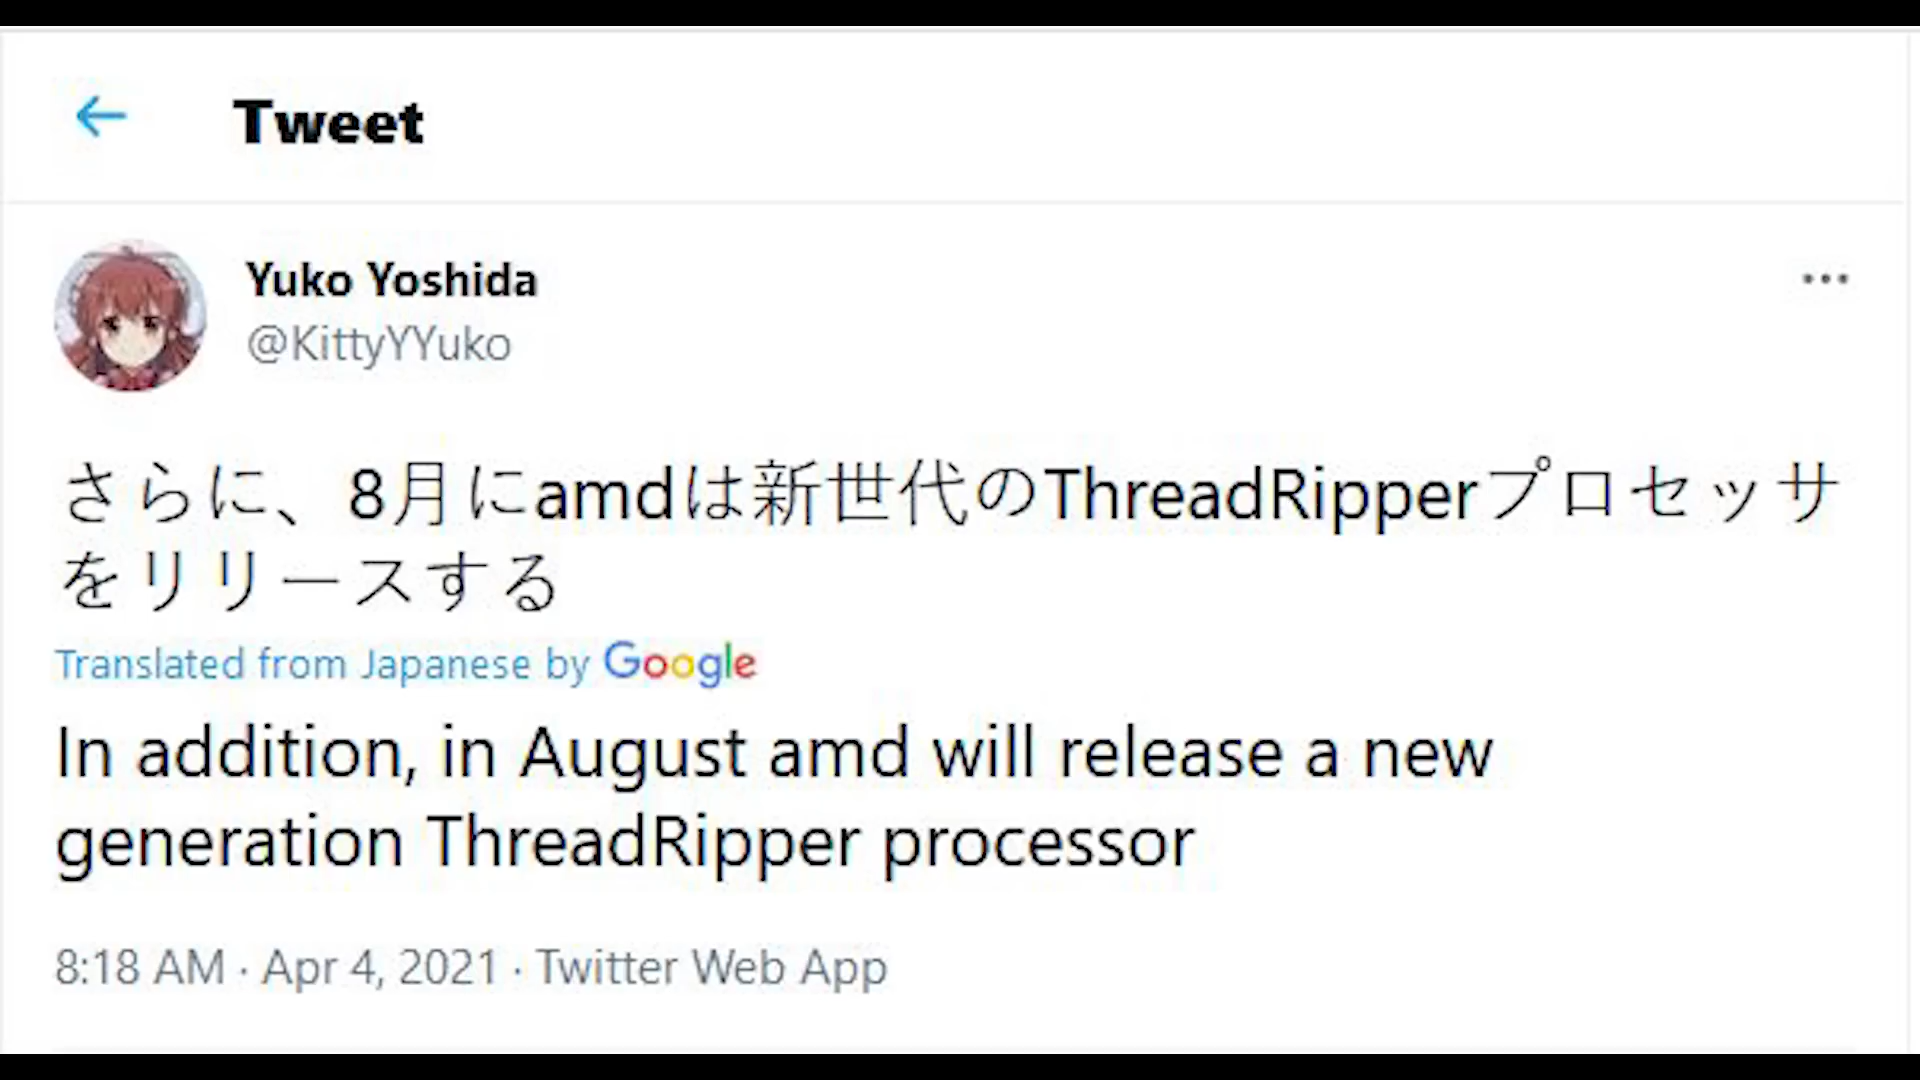 Tweet
Yuko Yoshida
@KittyYYuko
さらに、8月にamdは新世代のThreadRipperプロセッサ
をリリースする
Translated from Japanese by Google
In addition, in August amd will release a new
generation ThreadRipper processor
8:18 AM · Apr 4, 2021 · Twitter Web App